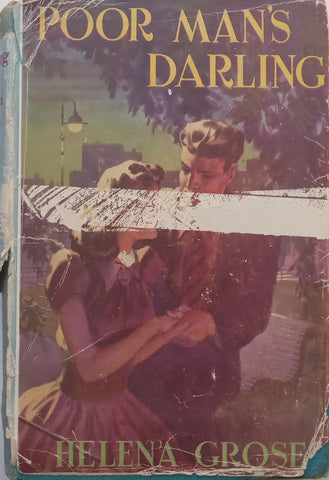 POOR MAN'S
DARLING
HELENA GROSE